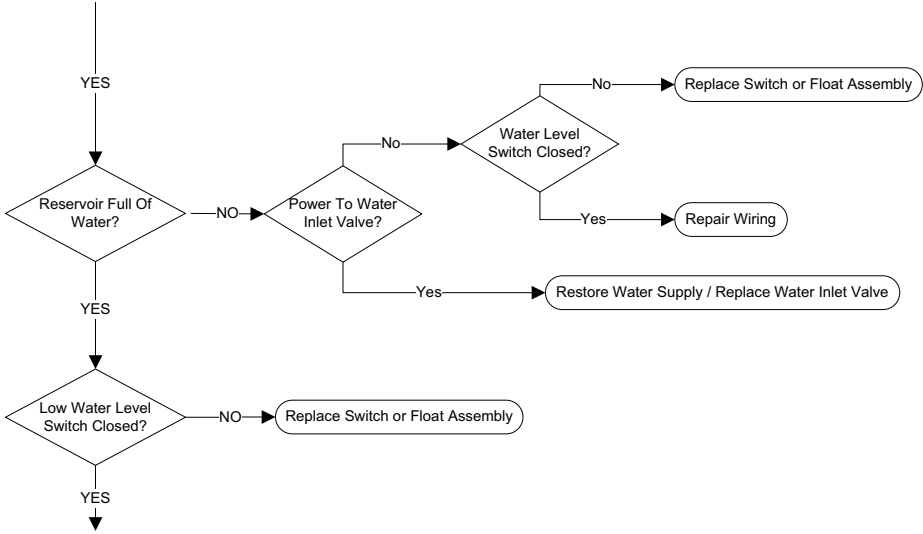 YES
No
Replace Switch or Float Assembly
Water Level
Switch Closed?
No
Reservoir Full Of
Water?
NO
Power To Water
Inlet Valve?
Yes
Repair Wiring
Yes
Restore Water Supply / Replace Water Inlet Valve
YES
Low Water Level
Switch Closed?
NO
Replace Switch or Float Assembly
YES